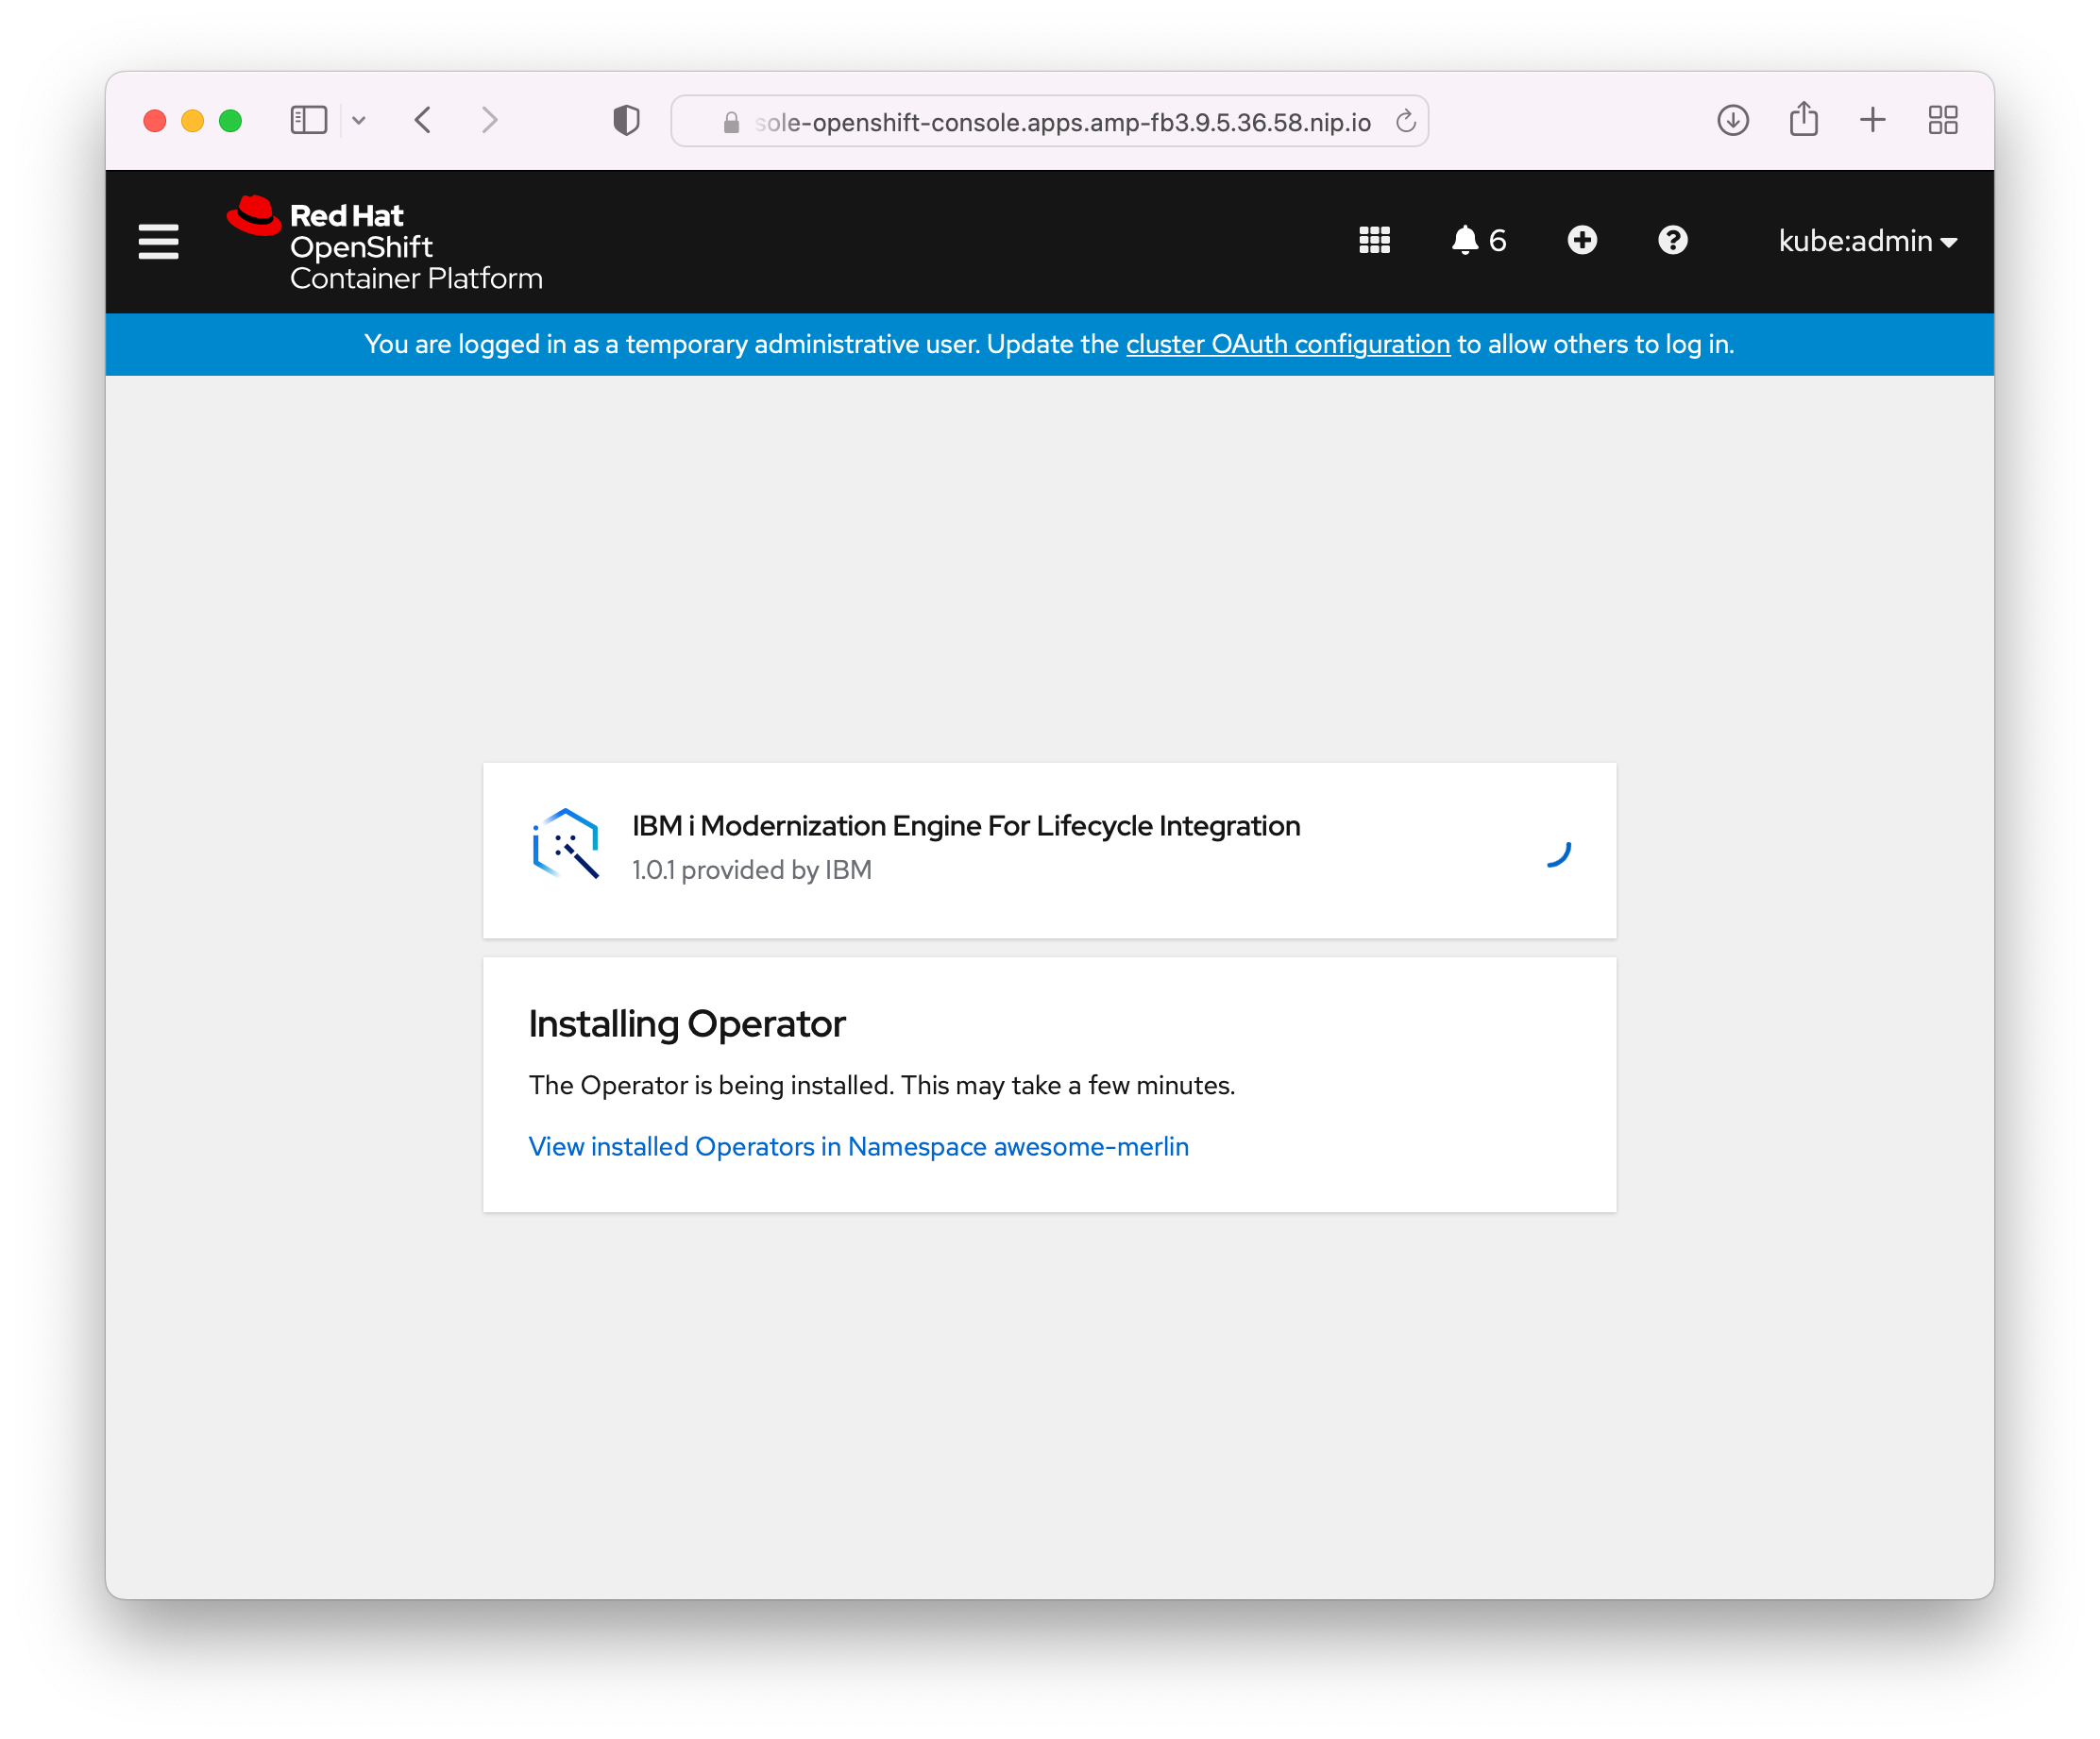 sole-openshift-console.apps.amp-fb3.9.5.36.58.nip.io
Red Hat
OpenShift
Container Platform
6
kube:admin
You are logged in as a temporary administrative user. Update the cluster OAuth configuration to allow others to log in.
IBM i Modernization Engine For Lifecycle Integration
1.0.1 provided by IBM
Installing Operator
The Operator is being installed. This may take a few minutes.
View installed Operators in Namespace awesome-merlin